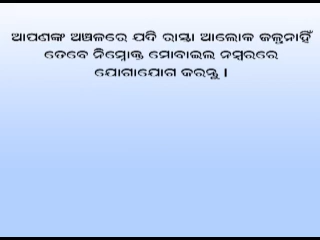 ଆପଣଙ୍କ ଅଞ୍ଚଳରେ ଯଦି ରାସ୍ତା ଆଲୋକ ଜଳୁନାହିଁ
ତେବେ ନିମ୍ନୋକ୍ତ ମୋବାଇଲ ନମ୍ବରରେ
ଯୋଗାଯୋଗ କରନ୍ତୁ ।